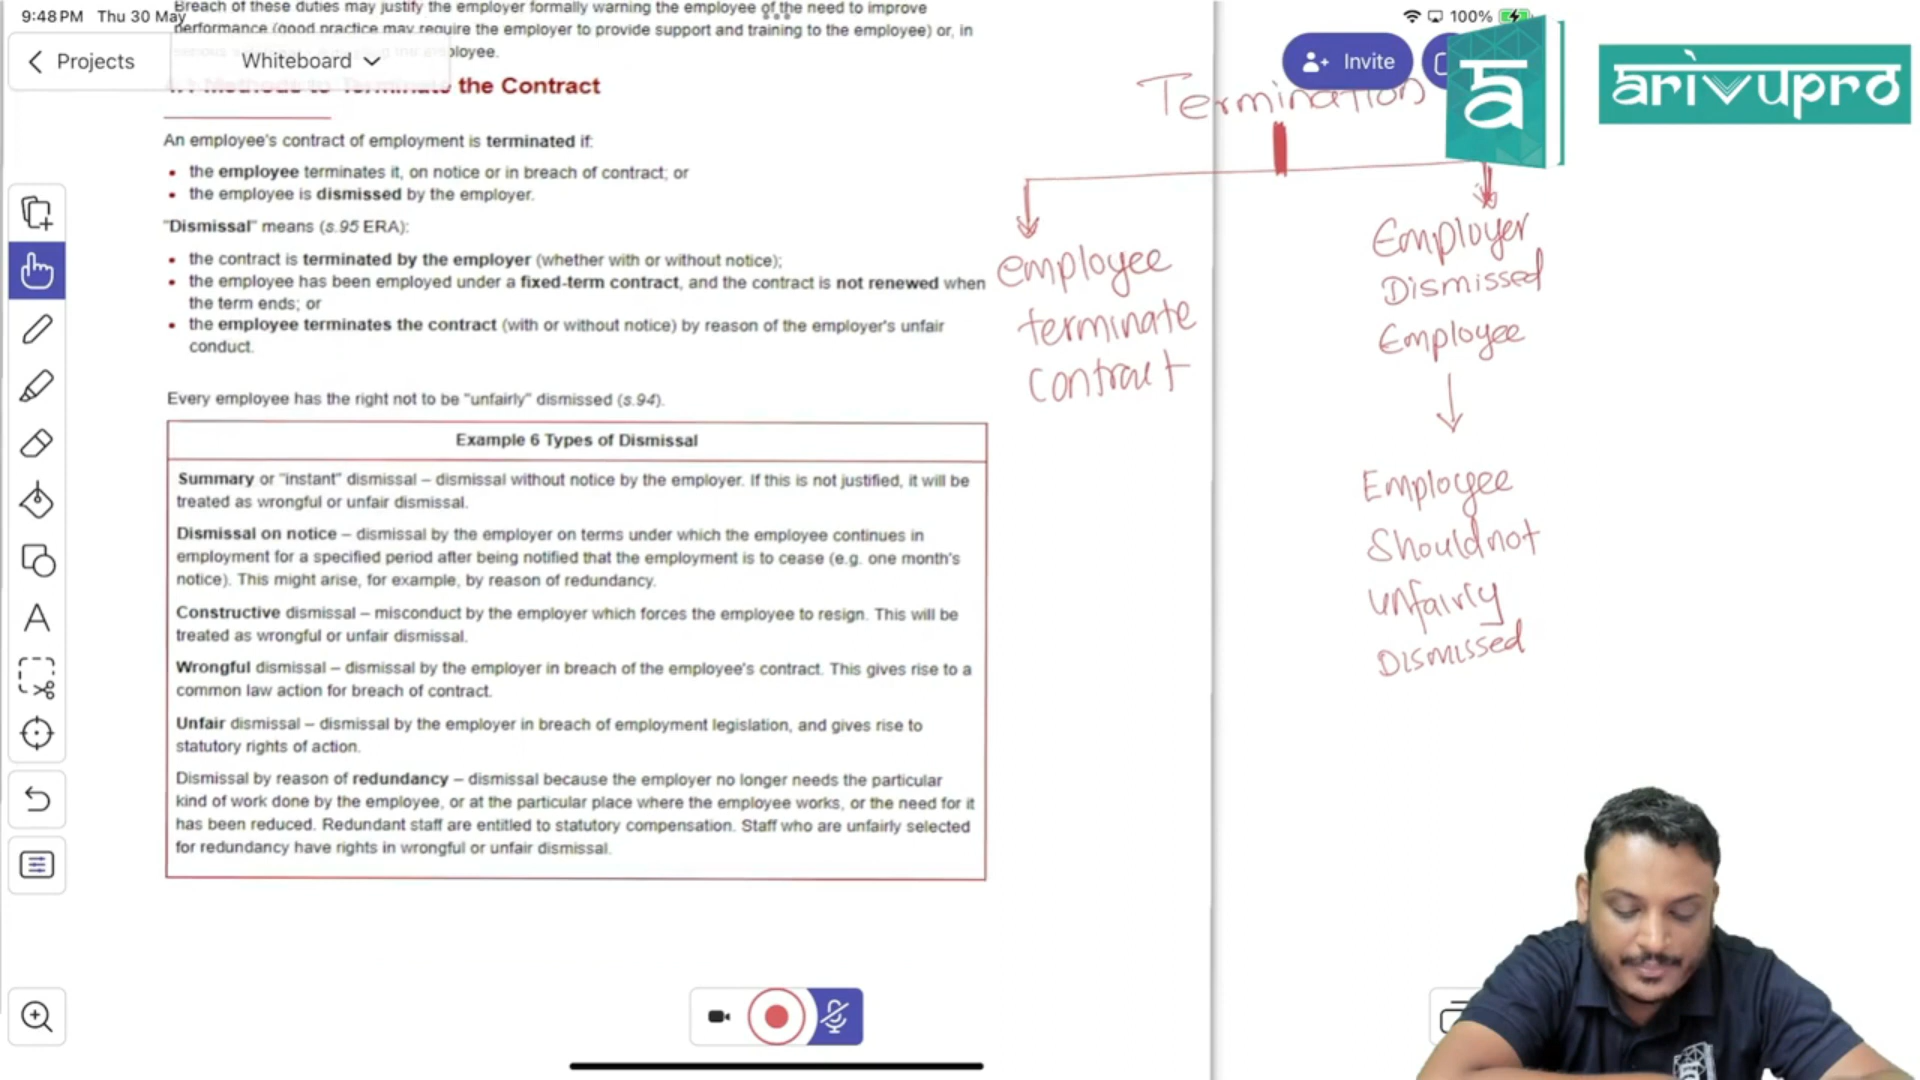 9:48 PM Thu 30 May
100%
Breach of these duties may justify the employer formally warning the employee of the need to improve
performance (good practice may require the employer to provide support and training to the employee) or, in
Projects
Whiteboard
Invite
4.1 Methods to Terminate the Contract
arivupro
An employee's contract of employment is terminated if:
• the employee terminates it, on notice or in breach of contract; or
• the employee is dismissed by the employer.
"Dismissal" means (s.95 ERA):
• the contract is terminated by the employer (whether with or without notice);
• the employee has been employed under a fixed-term contract, and the contract is not renewed when
the term ends; or
• the employee terminates the contract (with or without notice) by reason of the employer's unfair
conduct.
Every employee has the right not to be "unfairly" dismissed (s.94).
Example 6 Types of Dismissal
Summary or "instant" dismissal – dismissal without notice by the employer. If this is not justified, it will be
treated as wrongful or unfair dismissal.
Dismissal on notice – dismissal by the employer on terms under which the employee continues in
employment for a specified period after being notified that the employment is to cease (e.g. one month's
notice). This might arise, for example, by reason of redundancy.
Constructive dismissal – misconduct by the employer which forces the employee to resign. This will be
treated as wrongful or unfair dismissal.
Wrongful dismissal – dismissal by the employer in breach of the employee's contract. This gives rise to a
common law action for breach of contract.
Unfair dismissal – dismissal by the employer in breach of employment legislation, and gives rise to
statutory rights of action.
Dismissal by reason of redundancy – dismissal because the employer no longer needs the particular
kind of work done by the employee, or at the particular place where the employee works, or the need for it
has been reduced. Redundant staff are entitled to statutory compensation. Staff who are unfairly selected
for redundancy have rights in wrongful or unfair dismissal.
Termination
employee
terminate
contract
Employer
Dismissed
Employee
Employee
Should not
unfairly
Dismissed